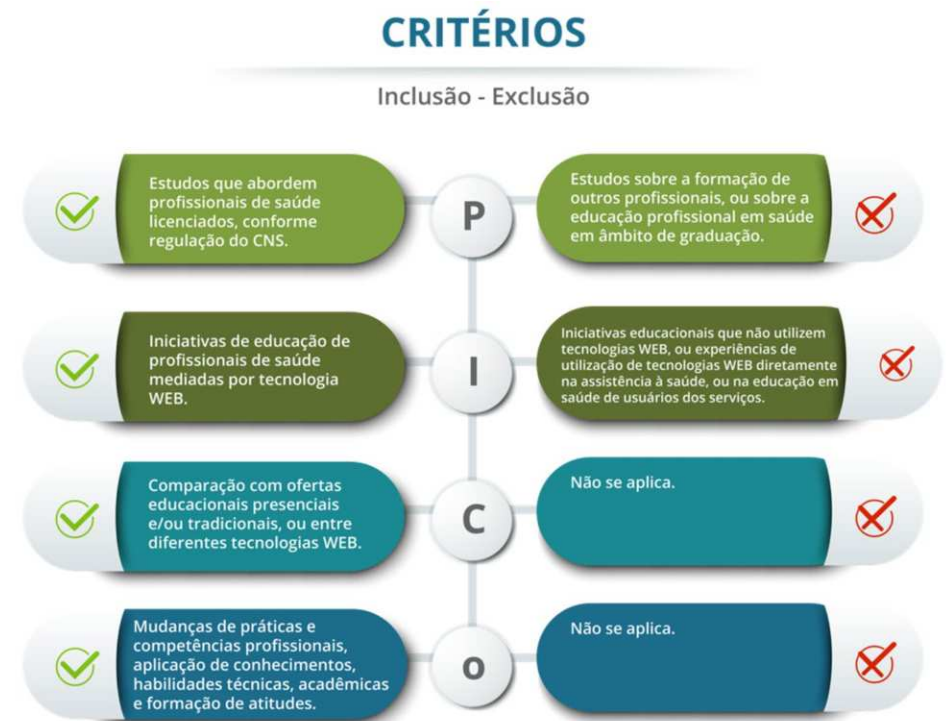 CRITÉRIOS
Inclusão - Exclusão
Estudos que abordem
profissionais de saúde
licenciados, conforme
regulação do CNS.
P
Estudos sobre a formação de
outros profissionais, ou sobre a
educação profissional em saúde
em âmbito de graduação.
Iniciativas de educação de
profissionais de saúde
mediadas por tecnologia
WEB.
I
Iniciativas educacionais que não utilizem
tecnologias WEB, ou experiências de
utilização de tecnologias WEB diretamente
na assistência à saúde, ou na educação em
saúde de usuários dos serviços.
Comparação com ofertas
educacionais presenciais
e/ou tradicionais, ou entre
diferentes tecnologias WEB.
C
Não se aplica.
Mudanças de práticas e
competências profissionais,
aplicação de conhecimentos,
habilidades técnicas, acadêmicas
e formação de atitudes.
o
Não se aplica.